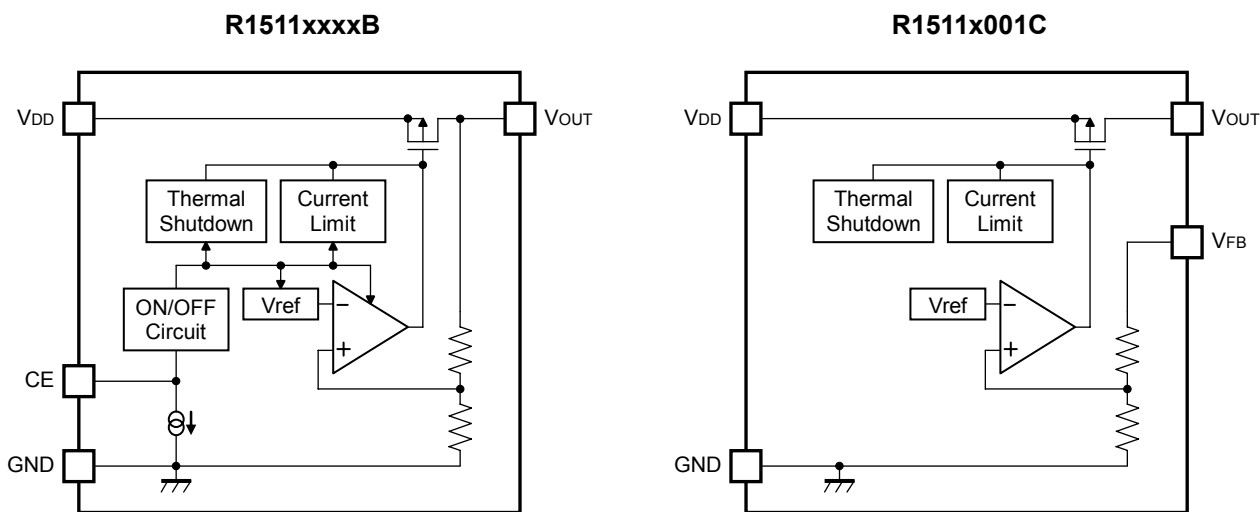 R1511xxxxB
VDD
VOUT
Thermal
Shutdown
Current
Limit
ON/OFF
Circuit
Vref
−
+
CE
GND
R1511x001C
VDD
VOUT
Thermal
Shutdown
Current
Limit
VFB
Vref
−
+
GND